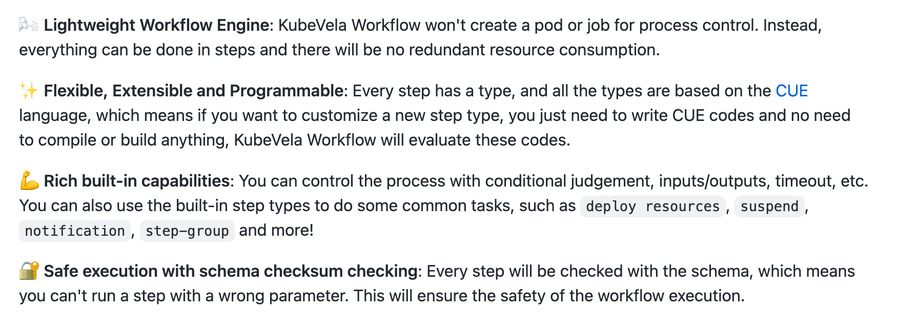 🌬️ Lightweight Workflow Engine: KubeVela Workflow won't create a pod or job for process control. Instead,
everything can be done in steps and there will be no redundant resource consumption.
✨ Flexible, Extensible and Programmable: Every step has a type, and all the types are based on the CUE
language, which means if you want to customize a new step type, you just need to write CUE codes and no need
to compile or build anything, KubeVela Workflow will evaluate these codes.
💪 Rich built-in capabilities: You can control the process with conditional judgement, inputs/outputs, timeout, etc.
You can also use the built-in step types to do some common tasks, such as deploy resources, suspend,
notification, step-group and more!
🔐 Safe execution with schema checksum checking: Every step will be checked with the schema, which means
you can't run a step with a wrong parameter. This will ensure the safety of the workflow execution.